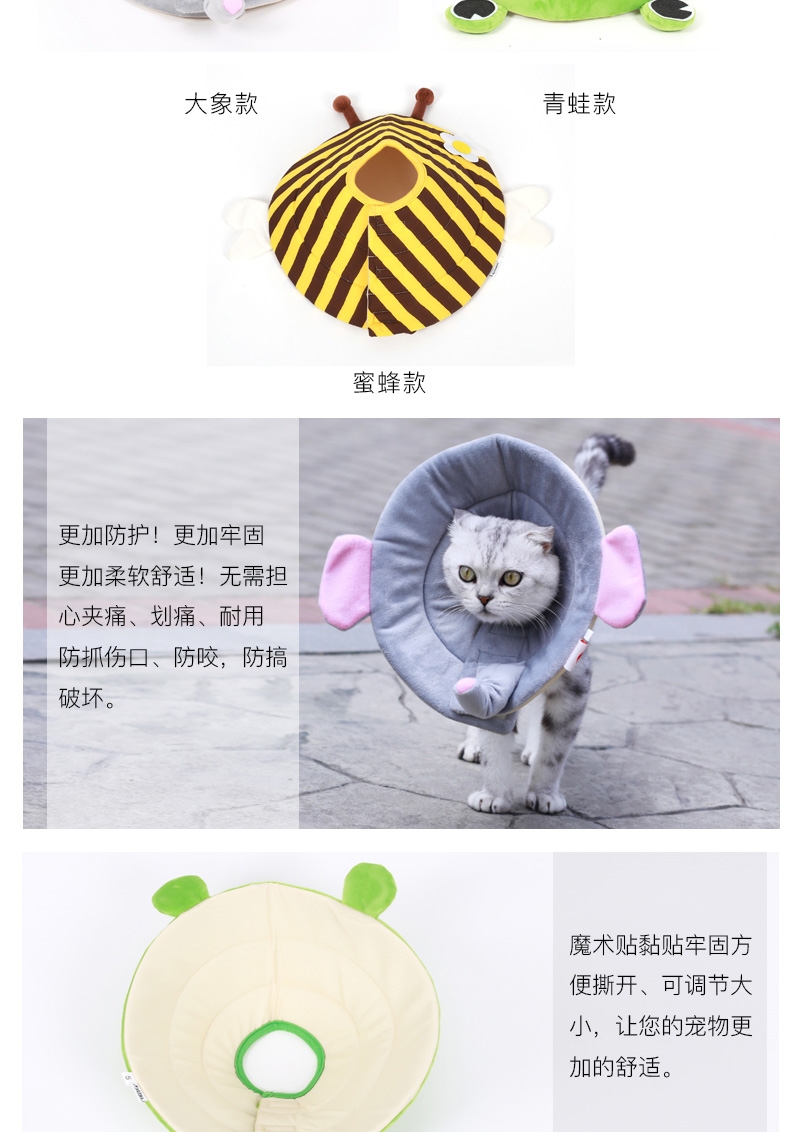 大象款
青蛙款
蜜蜂款
更加防护！更加牢固
更加柔软舒适！无需担
心夹痛、划痛、耐用
防抓伤口、防咬，防搞
破坏。
魔术贴黏贴牢固方
便撕开、可调节大
小，让您的宠物更
加的舒适。